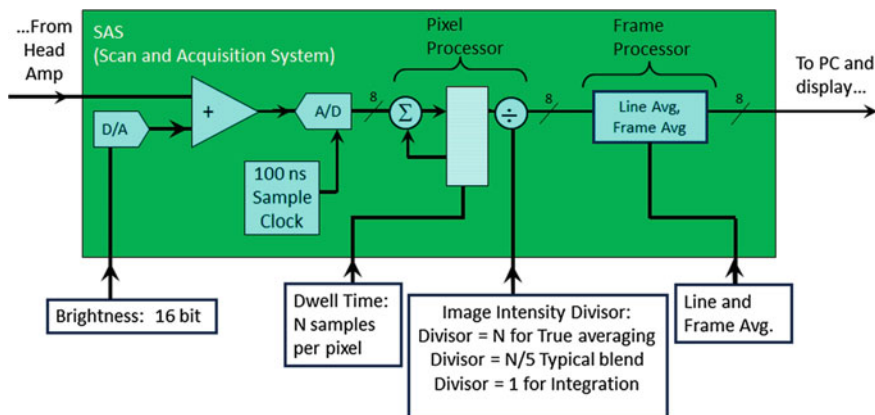 ...From
Head
Amp
SAS
(Scan and Acquisition System)
Pixel
Processor
Frame
Processor
To PC and
display...
D/A
+
A/D
8
Σ
÷
8
Line Avg,
Frame Avg
8
100 ns
Sample
Clock
Brightness: 16 bit
Dwell Time:
N samples
per pixel
Image Intensity Divisor:
Divisor = N for True averaging
Divisor = N/5 Typical blend
Divisor = 1 for Integration
Line and
Frame Avg.